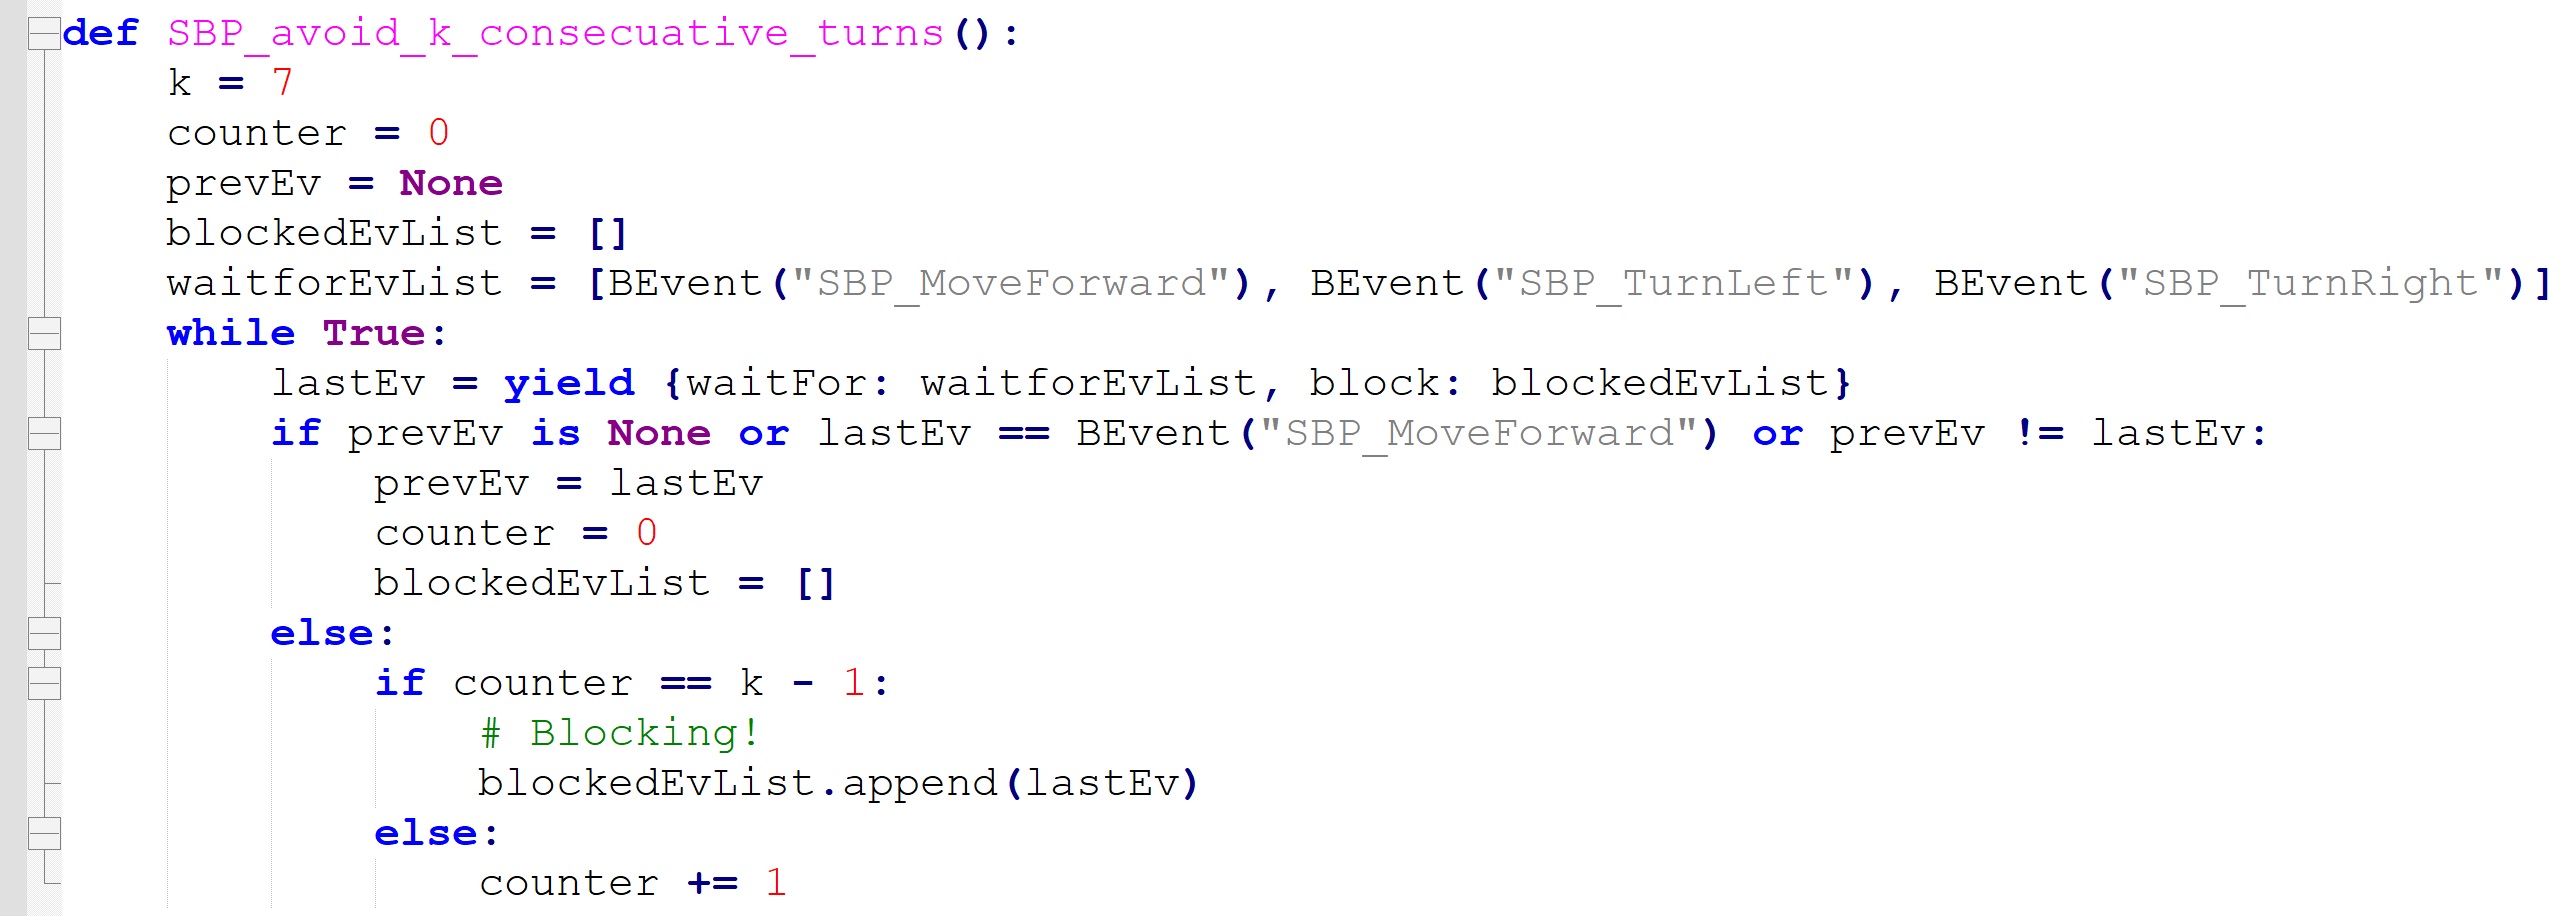 def SBP_avoid_k_consecuative_turns():
    k = 7
    counter = 0
    prevEv = None
    blockedEvList = []
    waitforEvList = [BEvent("SBP_MoveForward"), BEvent("SBP_TurnLeft"), BEvent("SBP_TurnRight")]
    while True:
        lastEv = yield {waitFor: waitforEvList, block: blockedEvList}
        if prevEv is None or lastEv == BEvent("SBP_MoveForward") or prevEv != lastEv:
            prevEv = lastEv
            counter = 0
            blockedEvList = []
        else:
            if counter == k - 1:
                # Blocking!
                blockedEvList.append(lastEv)
            else:
                counter += 1